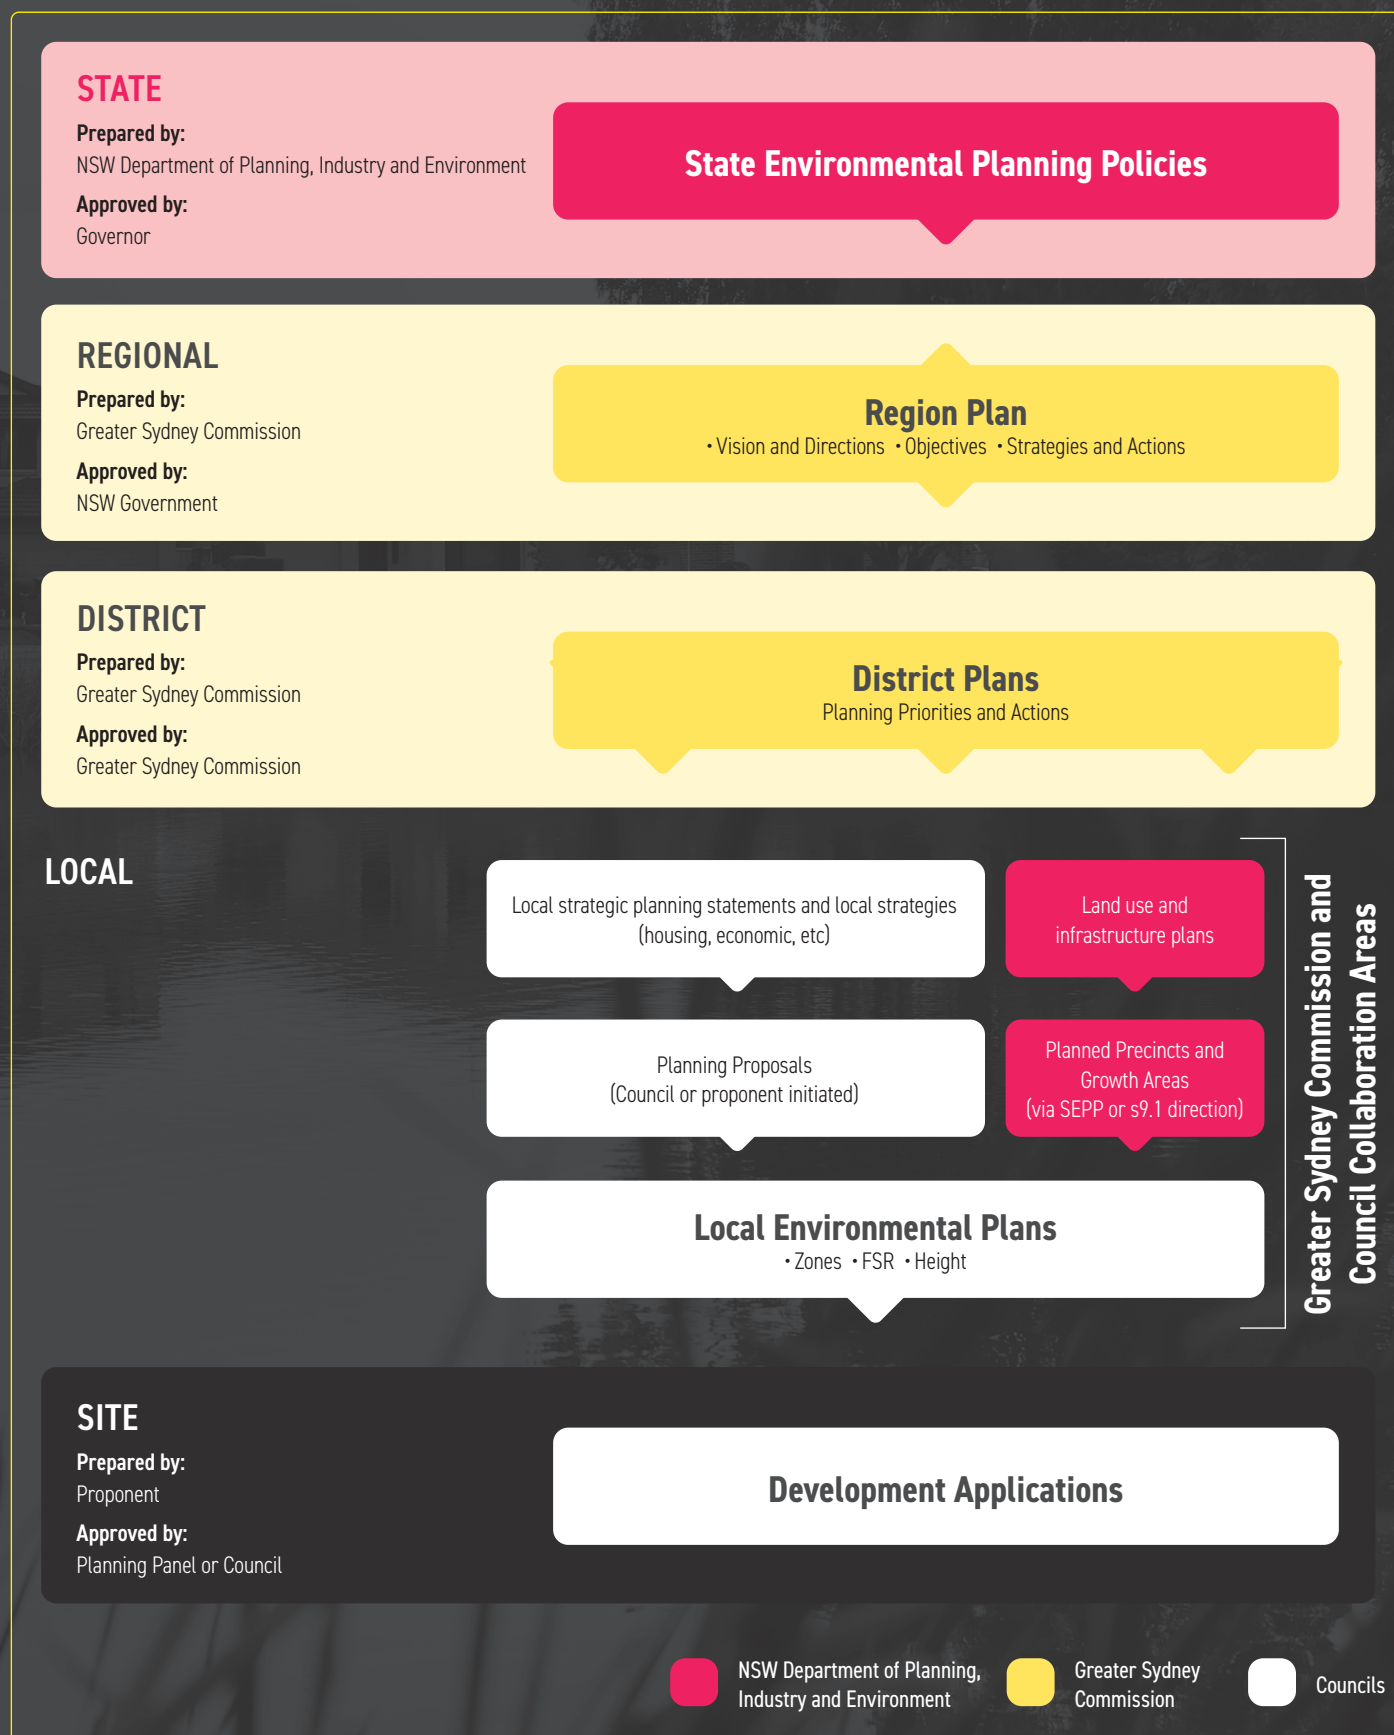 STATE
Prepared by:
NSW Department of Planning, Industry and Environment
Approved by:
Governor
State Environmental Planning Policies
REGIONAL
Prepared by:
Greater Sydney Commission
Approved by:
NSW Government
Region Plan
• Vision and Directions • Objectives • Strategies and Actions
DISTRICT
Prepared by:
Greater Sydney Commission
Approved by:
Greater Sydney Commission
District Plans
Planning Priorities and Actions
LOCAL
Local strategic planning statements and local strategies
(housing, economic, etc)
Land use and
infrastructure plans
Planning Proposals
(Council or proponent initiated)
Planned Precincts and
Growth Areas
(via SEPP or s9.1 direction)
Local Environmental Plans
• Zones • FSR • Height
Greater Sydney Commission and
Council Collaboration Areas
SITE
Prepared by:
Proponent
Approved by:
Planning Panel or Council
Development Applications
NSW Department of Planning,
Industry and Environment
Greater Sydney
Commission
Councils